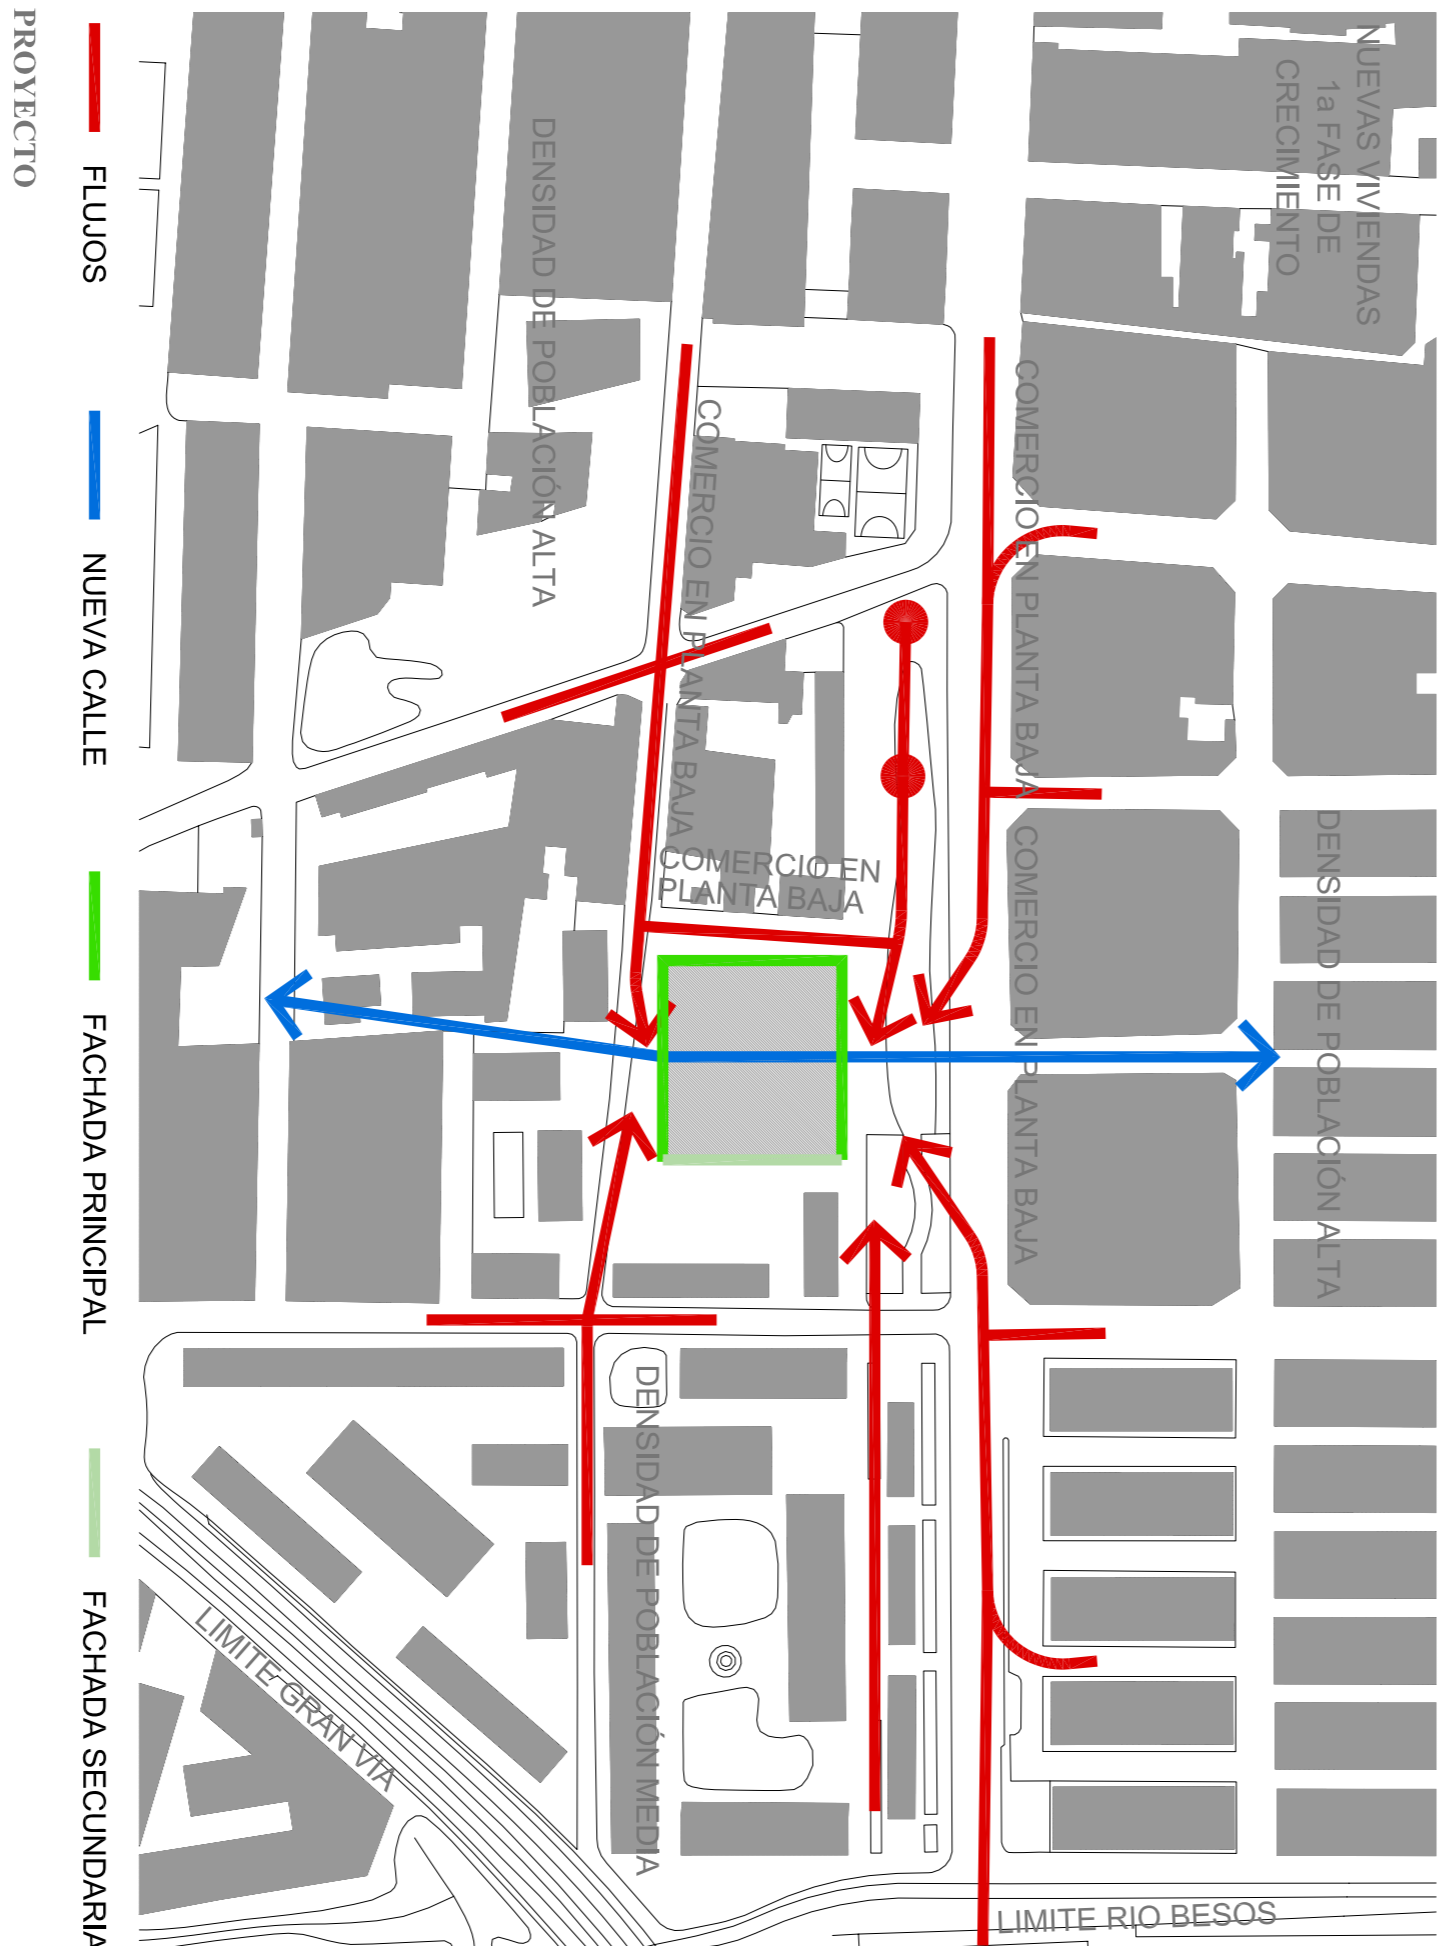 PROYECTO
FLUJOS
NUEVA CALLE
FACHADA PRINCIPAL
FACHADA SECUNDARIA
NUEVAS VIVIENDAS
1a FASE DE
CRECIMIENTO
DENSIDAD DE POBLACIÓN ALTA
COMERCIO EN PLANTA BAJA
COMERCIO EN PLANTA BAJA
COMERCIO EN
PLANTA BAJA
COMERCIO EN PLANTA BAJA
DENSIDAD DE POBLACIÓN ALTA
DENSIDAD DE POBLACIÓN MEDIA
LIMITE GRAN VIA
LIMITE RIO BESOS